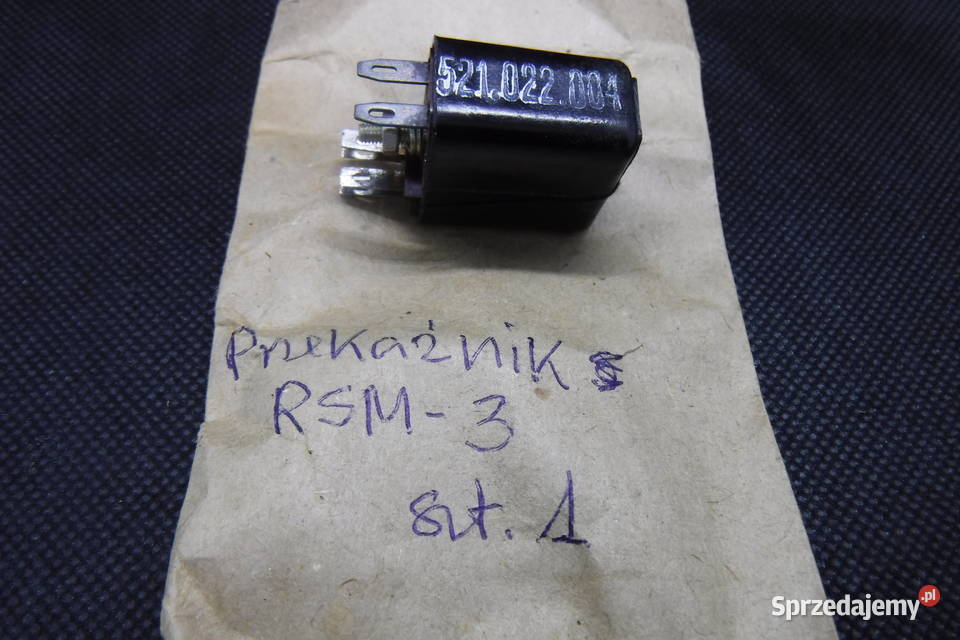 521.022.004
Przekaźnik
RSM-3
szt. 1
Sprzedajemy.pl